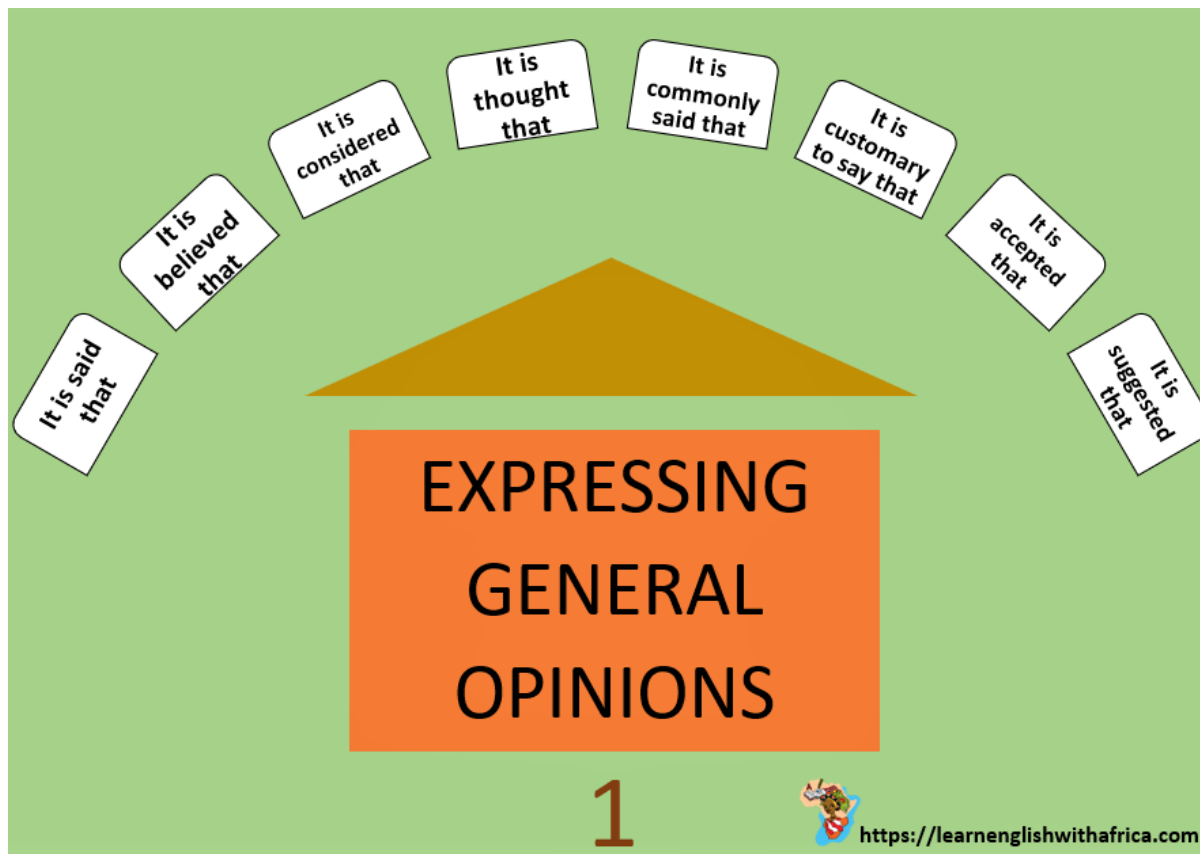 It is said
that
It is
believed
that
It is
considered
that
It is
thought
that
It is
commonly
said that
It is
customary
to say that
It is
accepted
that
It is
suggested
that
EXPRESSING
GENERAL
OPINIONS
1
https://learnenglishwithafrica.com